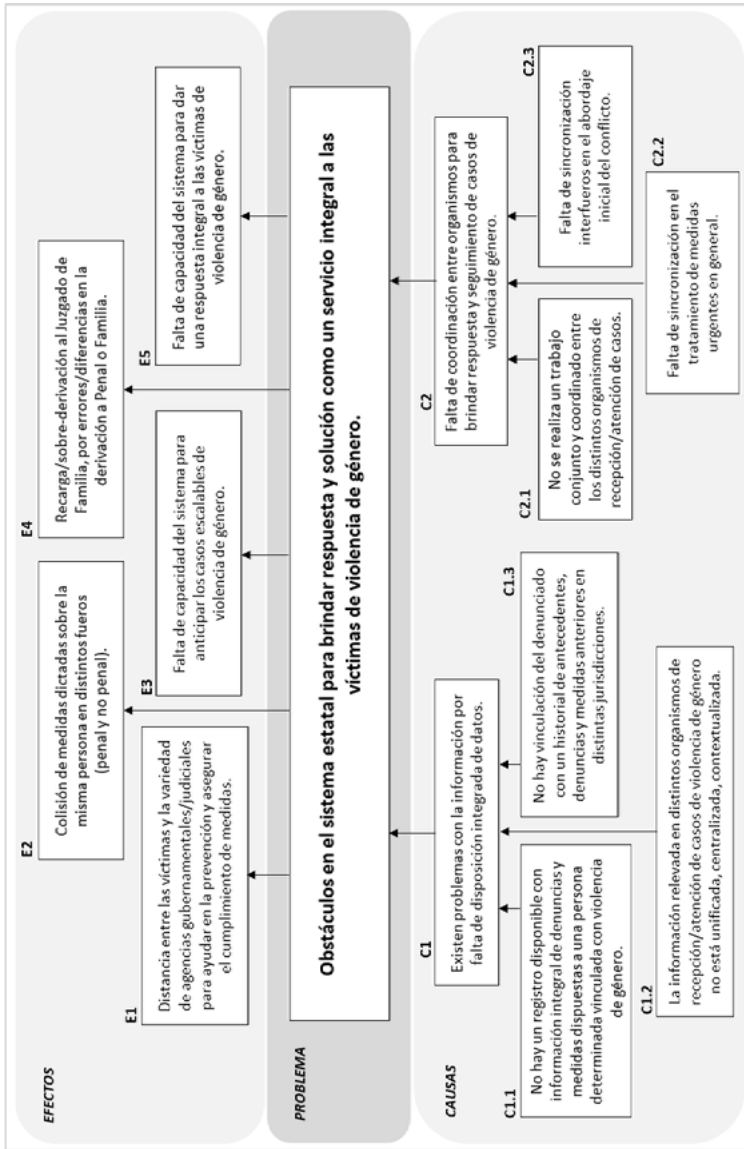 EFECTOS
E2
Colisión de medidas dictadas sobre la
misma persona en distintos fueros
(penal y no penal).
E4
Recarga/sobre-derivación al Juzgado de
Familia, por errores/diferencias en la
derivación a Penal o Familia.
E1
Distancia entre las víctimas y la variedad
de agencias gubernamentales/judiciales
para ayudar en la prevención y asegurar
el cumplimiento de medidas.
E3
Falta de capacidad del sistema para
anticipar los casos escalables de
violencia de género.
E5
Falta de capacidad del sistema para dar
una respuesta integral a las víctimas de
violencia de género.
PROBLEMA
Obstáculos en el sistema estatal para brindar respuesta y solución como un servicio integral a las
víctimas de violencia de género.
CAUSAS
C1
Existen problemas con la información por
falta de disposición integrada de datos.
C2
Falta de coordinación entre organismos para
brindar respuesta y seguimiento de casos de
violencia de género.
C1.1
No hay un registro disponible con
información integral de denuncias y
medidas dispuestas a una persona
determinada vinculada con violencia
de género.
C1.3
No hay vinculación del denunciado
con un historial de antecedentes,
denuncias y medidas anteriores en
distintas jurisdicciones.
C2.1
No se realiza un trabajo
conjunto y coordinado entre
los distintos organismos de
recepción/atención de casos.
C2.3
Falta de sincronización
interfueros en el abordaje
inicial del conflicto.
C1.2
La información relevada en distintos organismos de
recepción/atención de casos de violencia de género
no está unificada, centralizada, contextualizada.
C2.2
Falta de sincronización en el
tratamiento de medidas
urgentes en general.